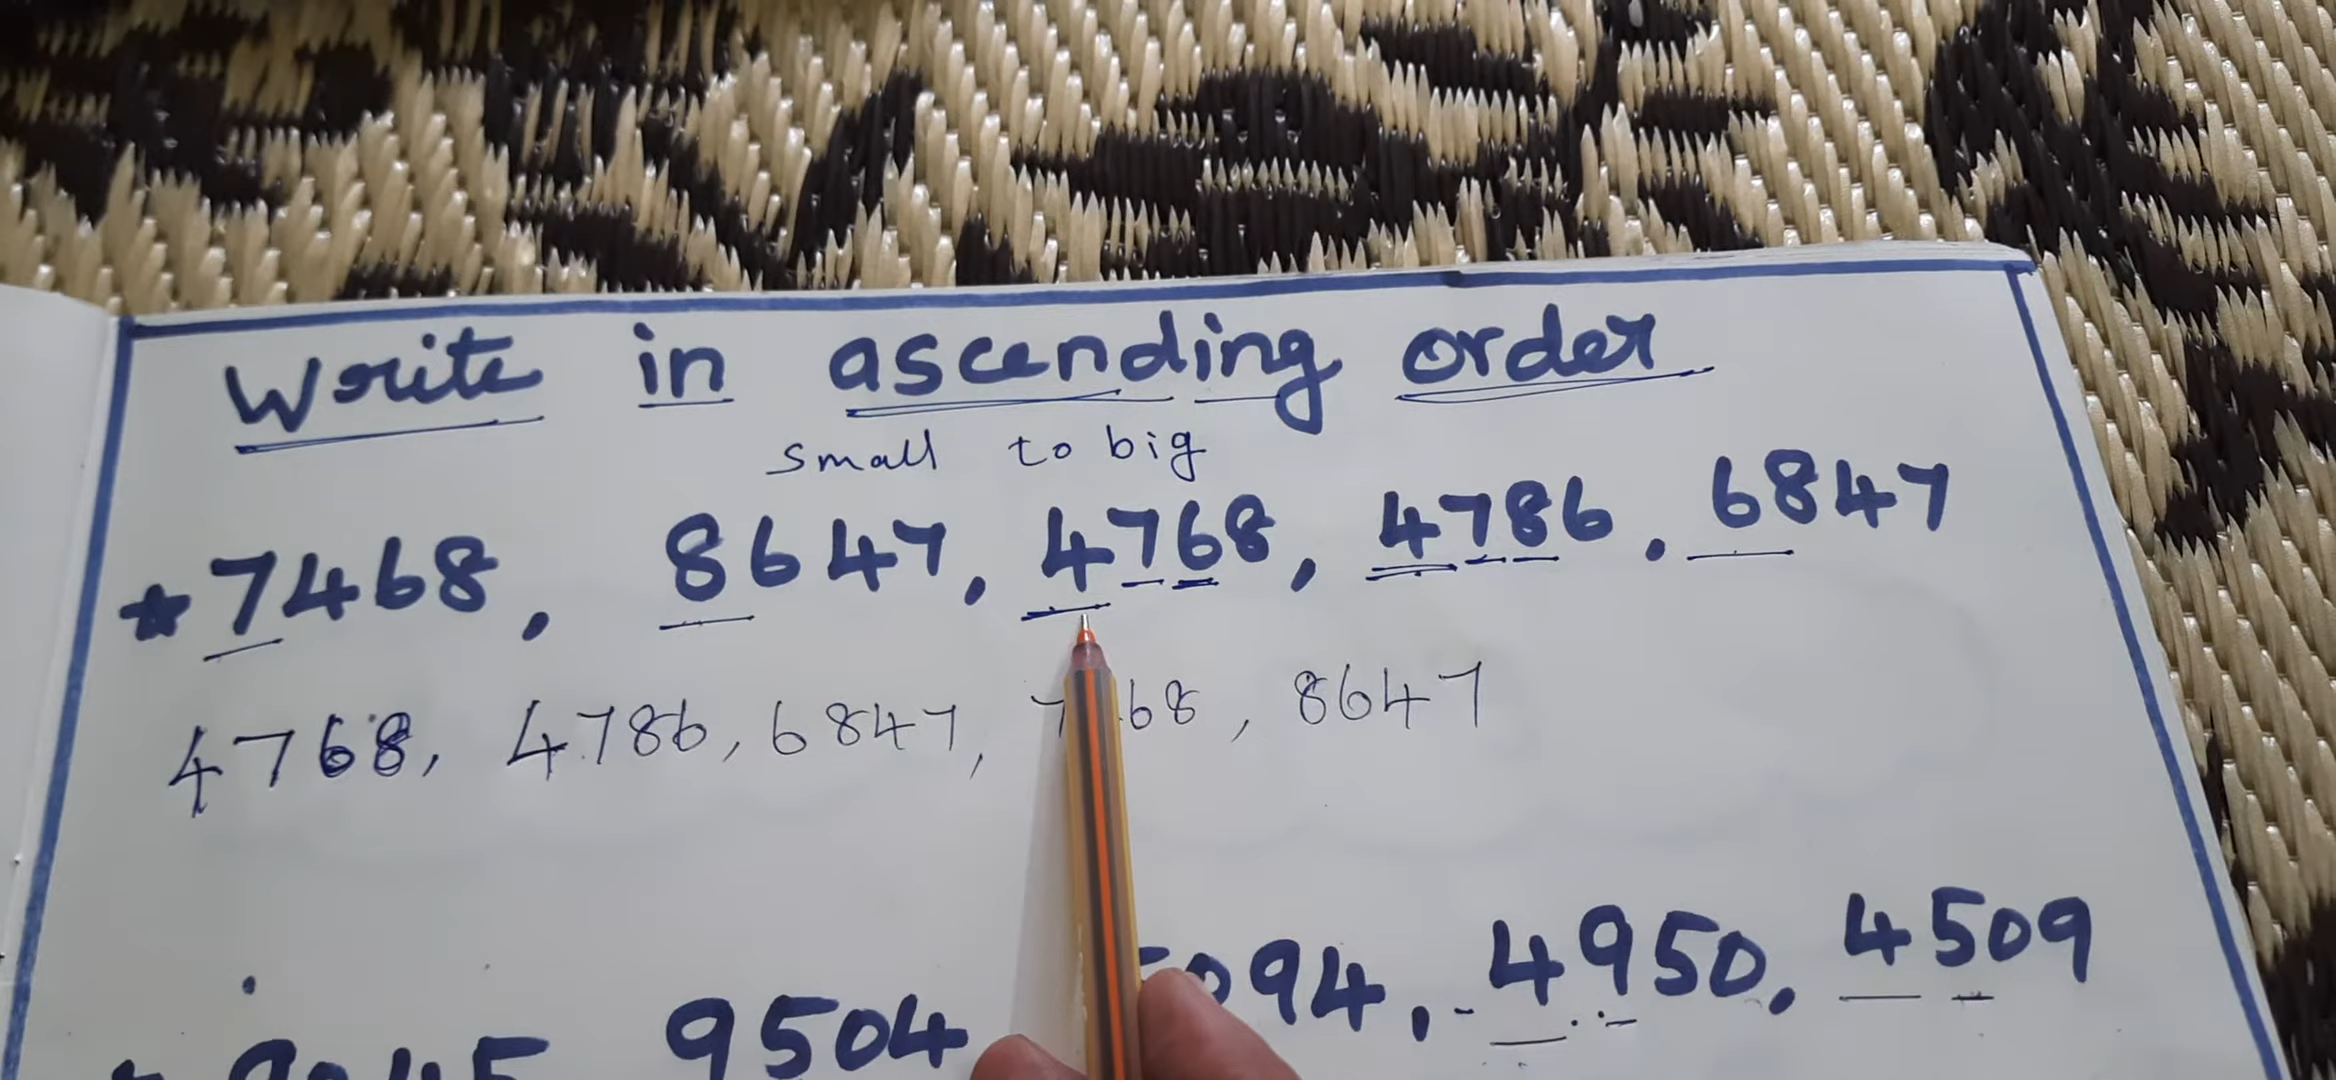 Write in ascending order
small to big
* 7468, 8647, 4768, 4786, 6847
4768, 4786, 6847, 68, 8647
9504 094, 4950, 4509